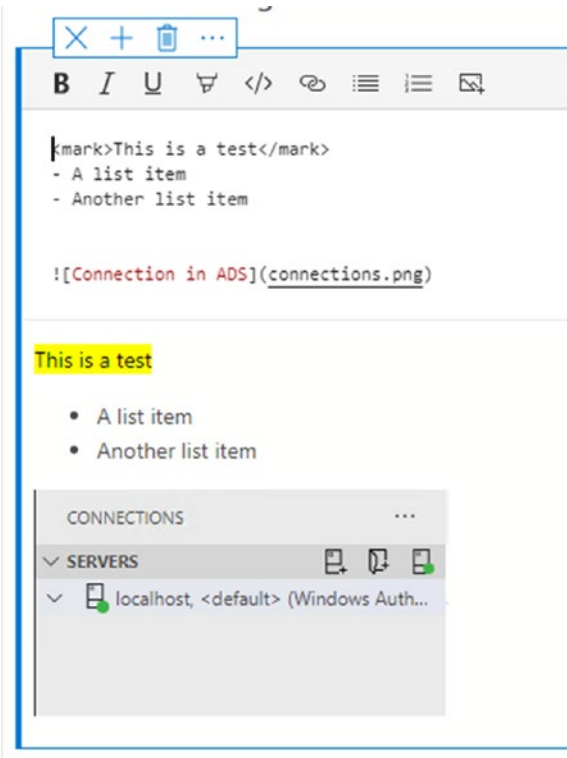 B I U </>
<mark>This is a test</mark>
- A list item
- Another list item
![Connection in ADS](connections.png)
This is a test
• A list item
• Another list item
CONNECTIONS ...
SERVERS
localhost, <default> (Windows Auth...